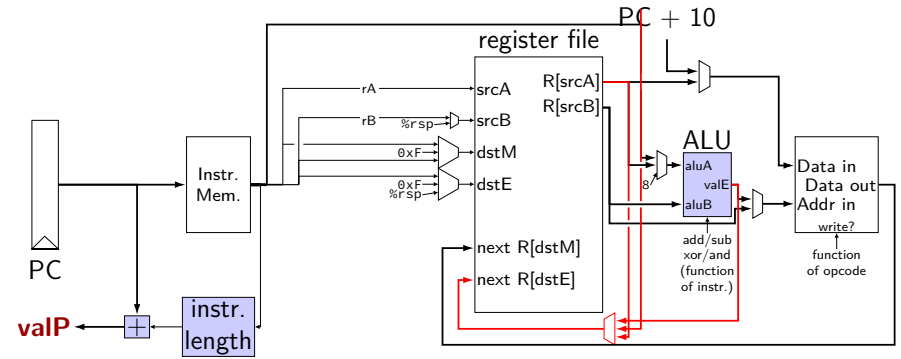 PC + 10
register file
rA
srcA
R[srcA]
R[srcB]
rB
%rsp
srcB
0xF
dstM
0xF
%rsp
dstE
Instr.
Mem.
ALU
aluA
valE
aluB
8
Data in
Data out
Addr in
write?
add/sub
xor/and
(function
of instr.)
function
of opcode
next R[dstM]
next R[dstE]
PC
valP
+
instr.
length